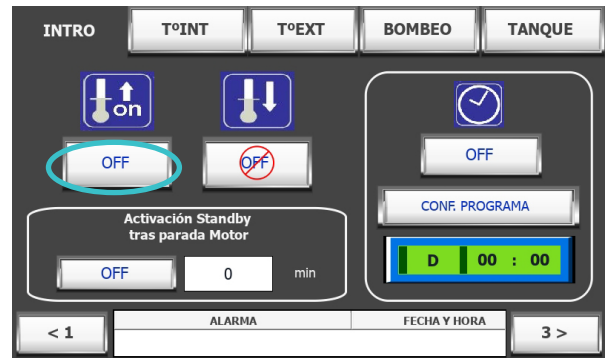 INTRO
TºINT
TºEXT
BOMBEO
TANQUE
on
OFF
OFF
OFF
CONF. PROGRAMA
Activación Standby
tras parada Motor
OFF
0
min
D 00 : 00
< 1
ALARMA
FECHA Y HORA
3 >